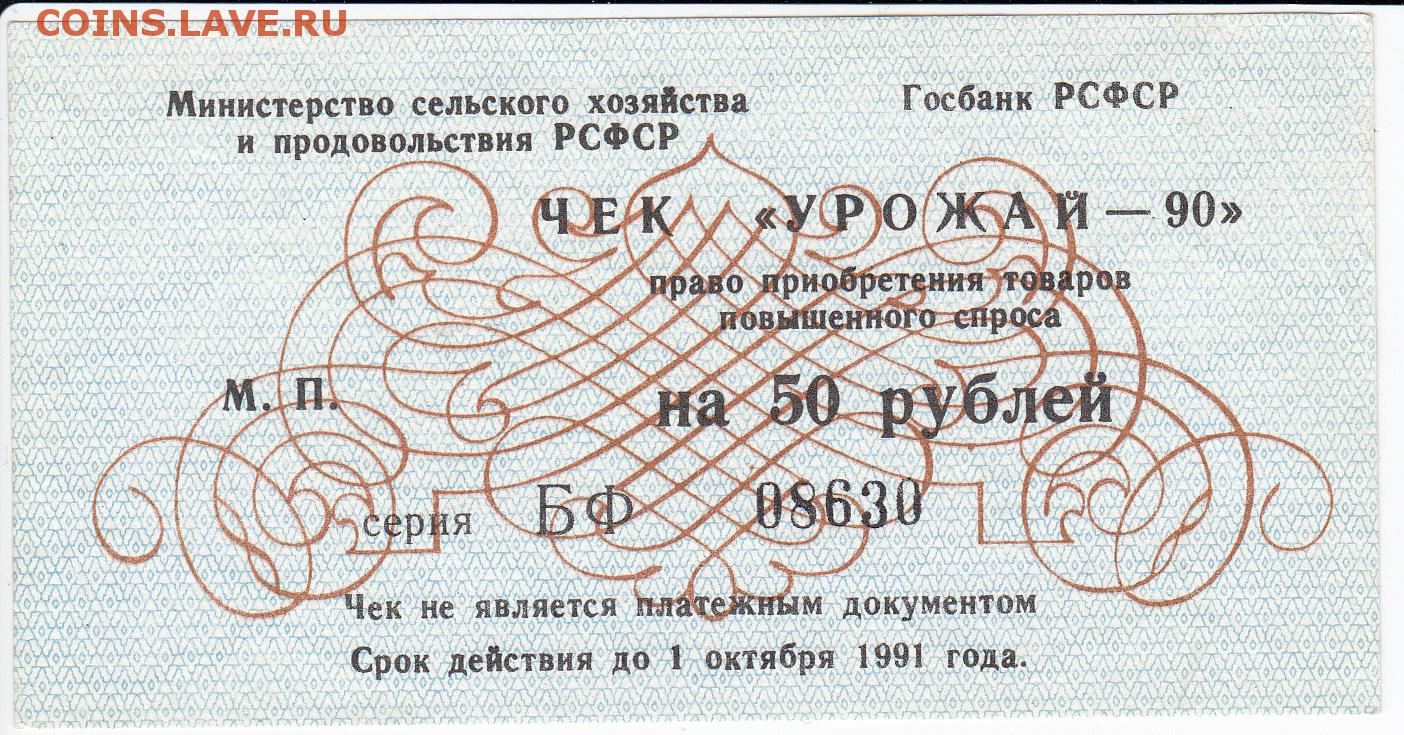 COINS.LAVE.RU
Министерство сельского хозяйства
и продовольствия РСФСР
Госбанк РСФСР
ЧЕК «УРОЖАЙ — 90»
право приобретения товаров
повышенного спроса
М. П.
на 50 рублей
серия БФ 08630
Чек не является платежным документом
Срок действия до 1 октября 1991 года.